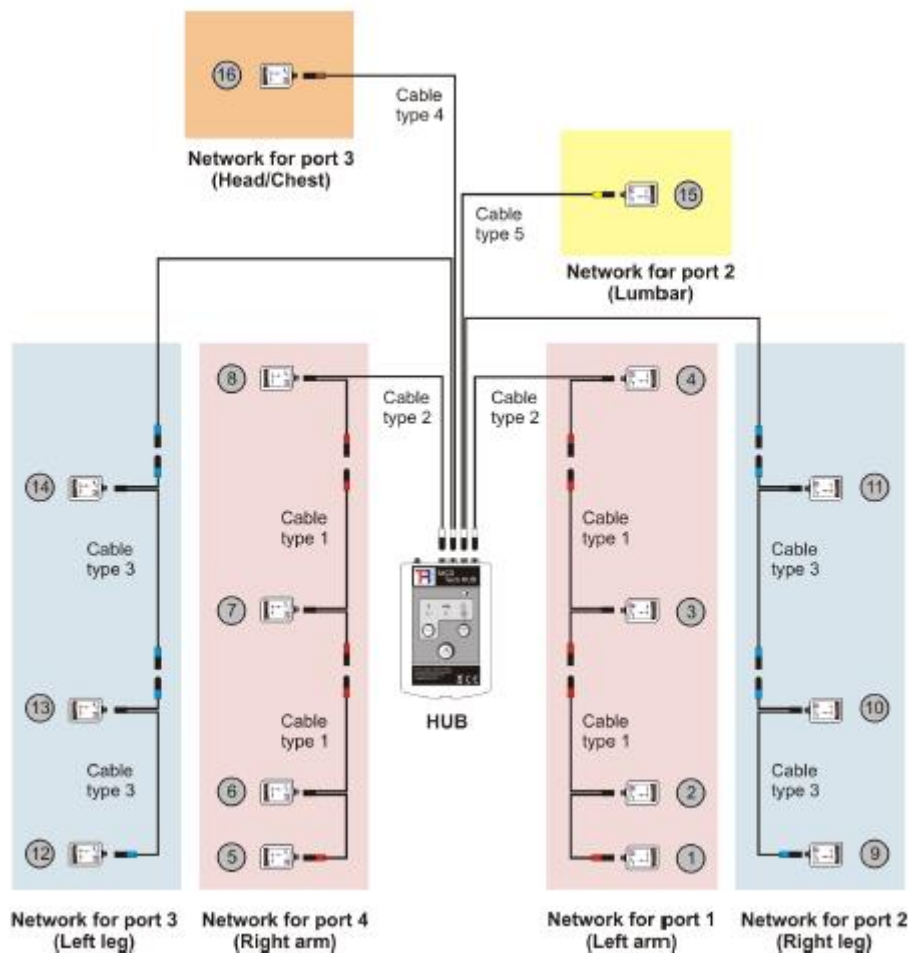 16
Cable
type 4
Network for port 3
(Head/Chest)
15
Cable
type 5
Network for port 2
(Lumbar)
8
Cable
type 2
Cable
type 2
4
14
Cable
type 3
Cable
type 1
7
Cable
type 1
3
11
Cable
type 3
HUB
13
Cable
type 3
Cable
type 1
6
Cable
type 1
2
10
Cable
type 3
12
5
1
9
Network for port 3
(Left leg)
Network for port 4
(Right arm)
Network for port 1
(Left arm)
Network for port 2
(Right leg)